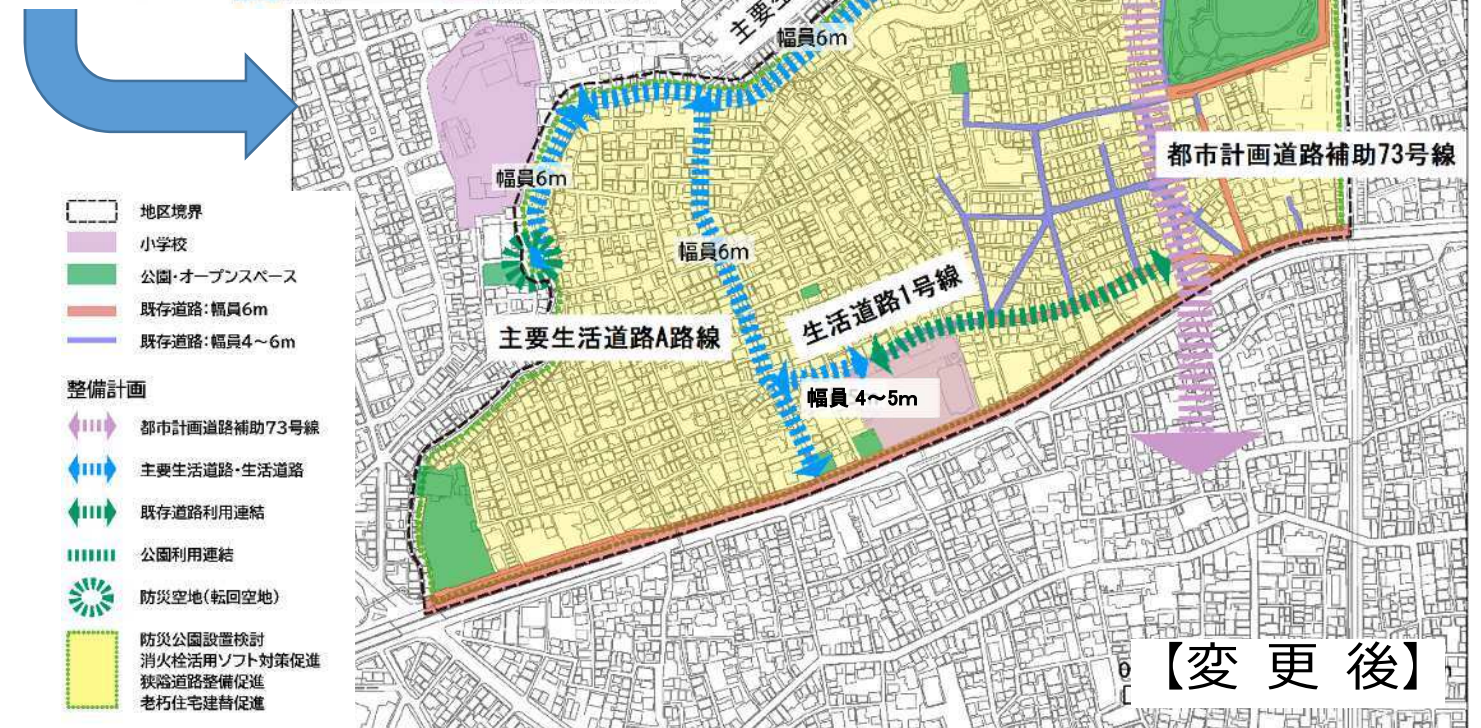 主要生
幅員6m
都市計画道路補助73号線
幅員6m
幅員6m
生活道路1号線
主要生活道路A路線
幅員 4～5m
地区境界
小学校
公園・オープンスペース
既存道路:幅員6m
既存道路:幅員4～6m
整備計画
都市計画道路補助73号線
主要生活道路・生活道路
既存道路利用連結
公園利用連結
防災空地(転回空地)
防災公園設置検討
消火栓活用ソフト対策促進
狭隘道路整備促進
老朽住宅建替促進
【変 更 後】